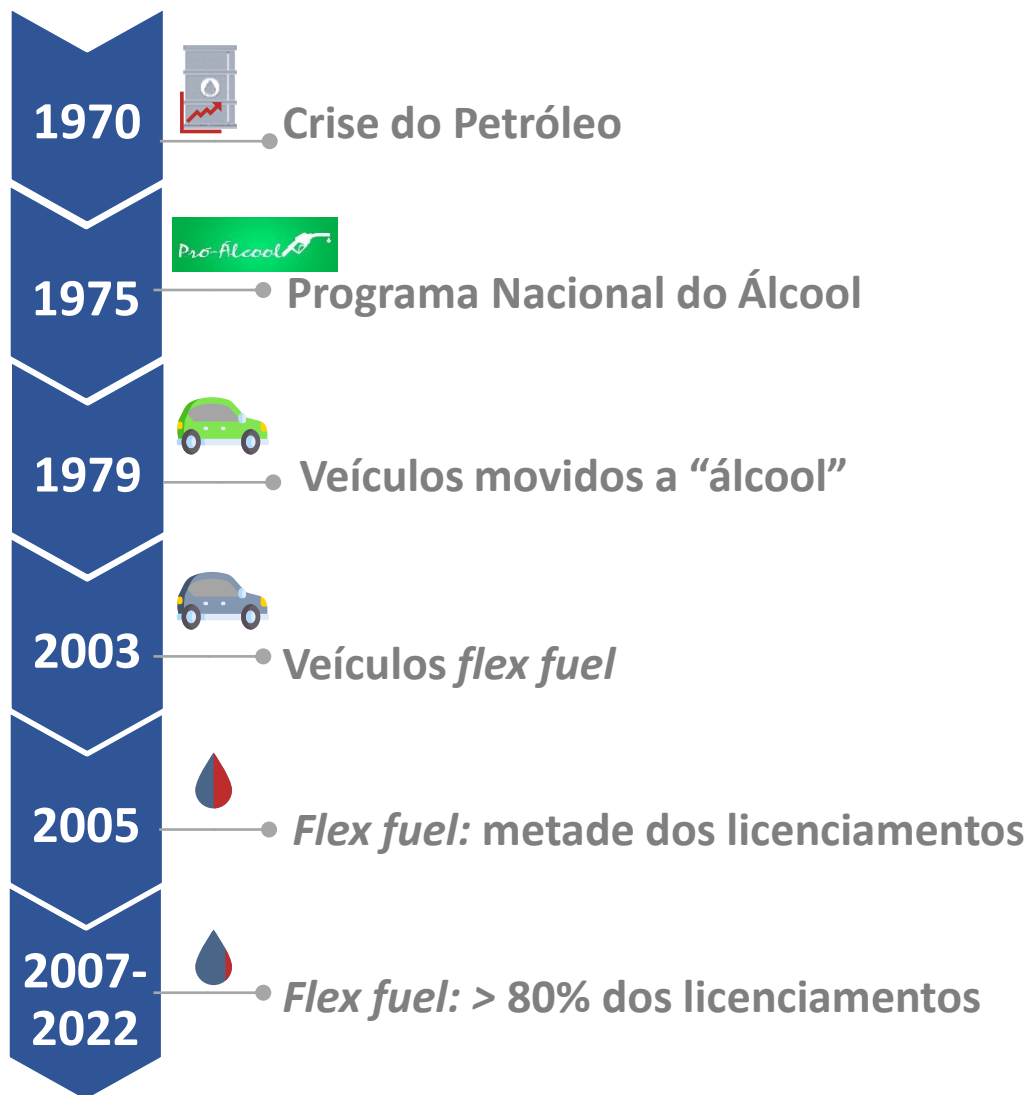 1970
Crise do Petróleo
Pró-Álcool
1975
Programa Nacional do Álcool
1979
Veículos movidos a “álcool”
2003
Veículos flex fuel
2005
Flex fuel: metade dos licenciamentos
2007-
2022
Flex fuel: > 80% dos licenciamentos